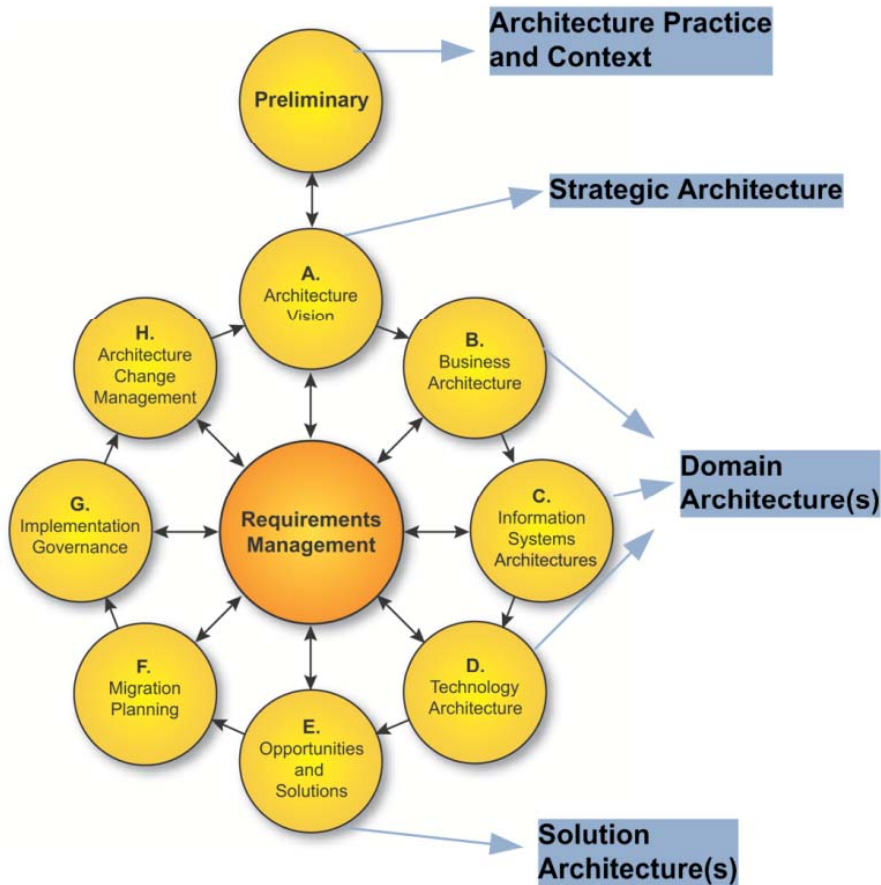 Architecture Practice
and Context
Preliminary
Strategic Architecture
A.
Architecture
Vision
H.
Architecture
Change
Management
B.
Business
Architecture
Domain
Architecture(s)
G.
Implementation
Governance
Requirements
Management
C.
Information
Systems
Architectures
F.
Migration
Planning
D.
Technology
Architecture
E.
Opportunities
and
Solutions
Solution
Architecture(s)